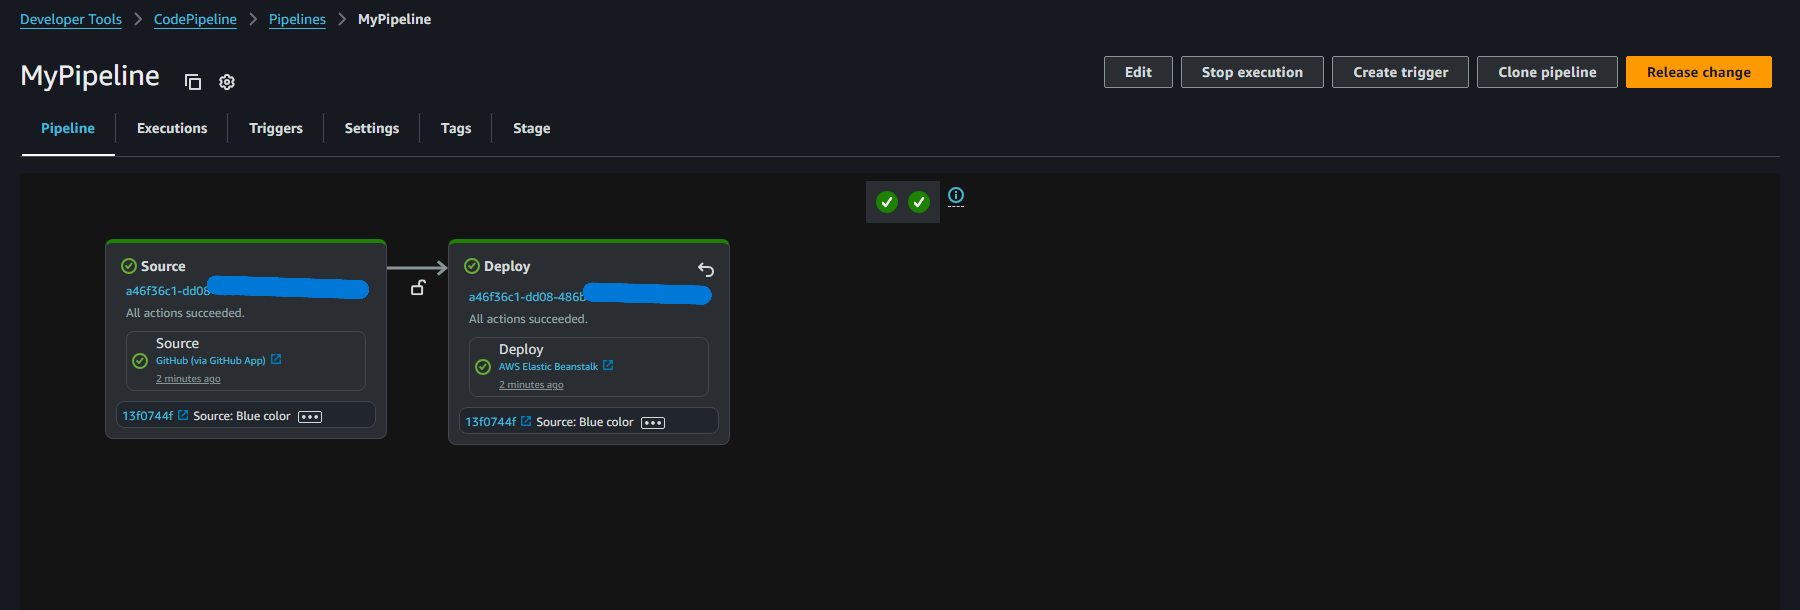 Developer Tools > CodePipeline > Pipelines > MyPipeline
MyPipeline
Edit
Stop execution
Create trigger
Clone pipeline
Release change
Pipeline
Executions
Triggers
Settings
Tags
Stage
Source
a46f36c1-dd08
All actions succeeded.
Source
GitHub (via GitHub App)
2 minutes ago
13f0744f Source: Blue color
Deploy
a46f36c1-dd08-486b
All actions succeeded.
Deploy
AWS Elastic Beanstalk
2 minutes ago
13f0744f Source: Blue color